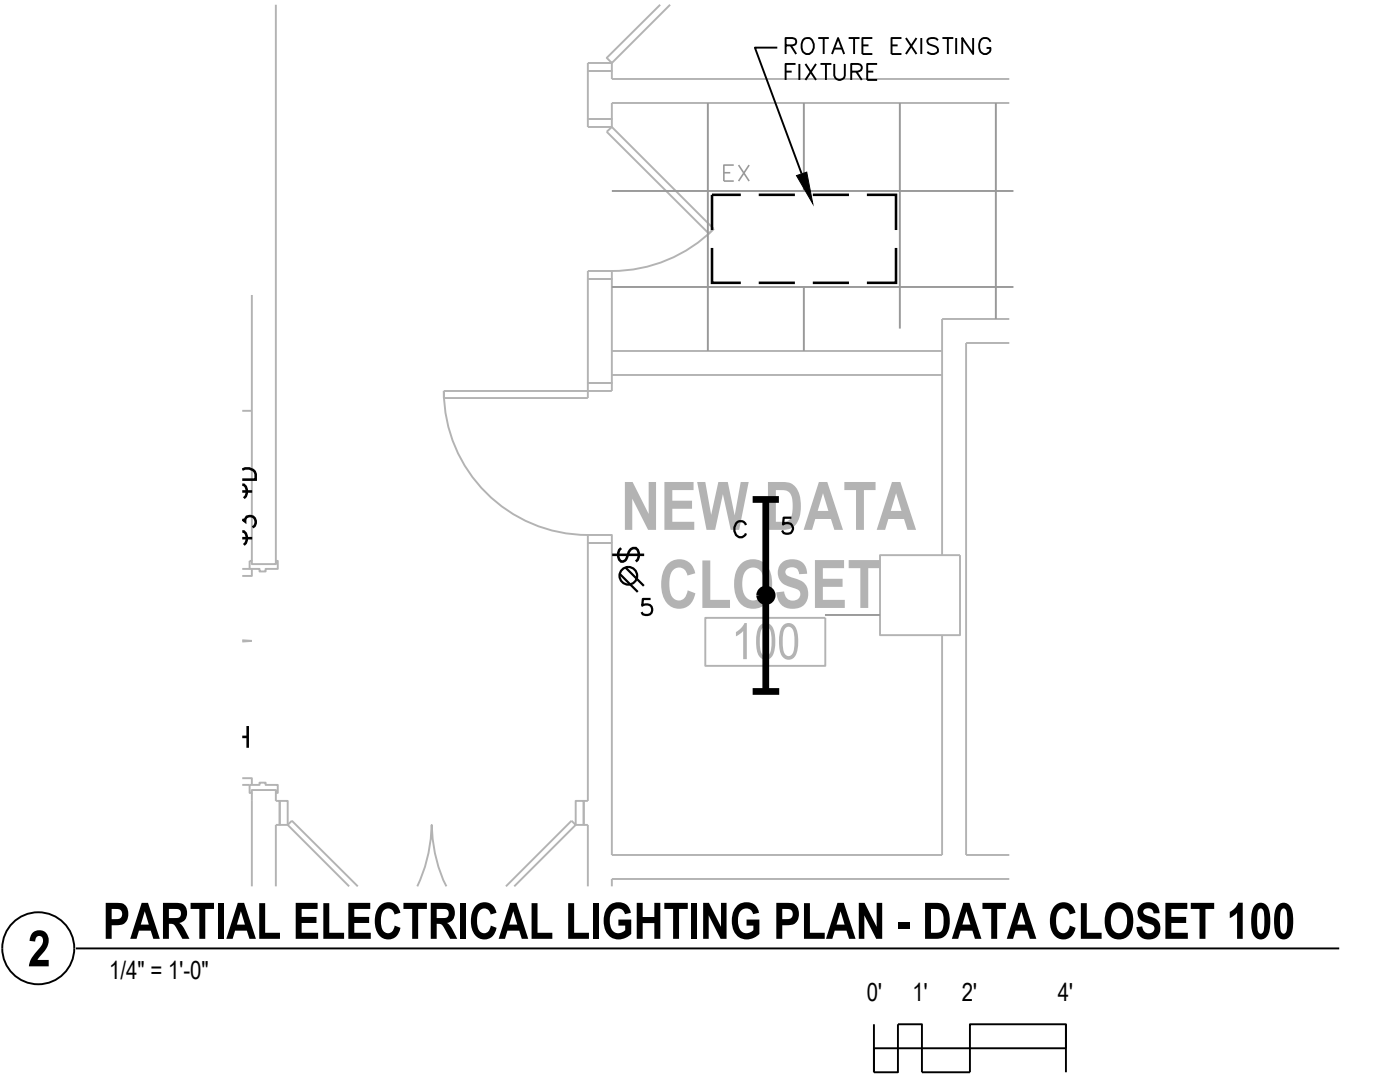 ROTATE EXISTING
FIXTURE
EX
NEW DATA
C 5
$
CLOSET
5
100
2
PARTIAL ELECTRICAL LIGHTING PLAN - DATA CLOSET 100
1/4" = 1'-0"
0' 1' 2' 4'